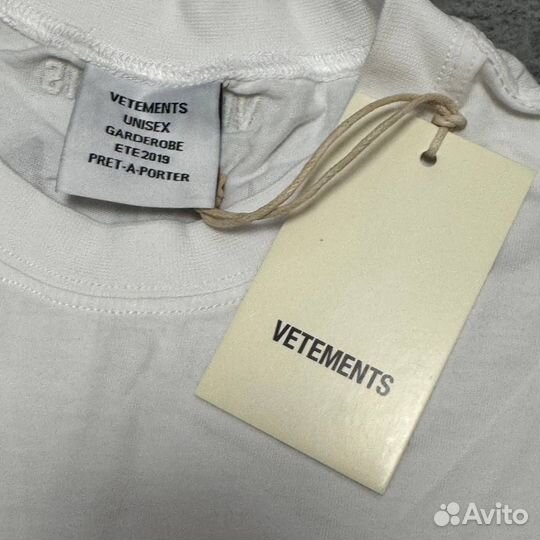 VETEMENTS
UNISEX
GARDEROBE
ETE2019
PRET-A-PORTER
VETEMENTS
Avito